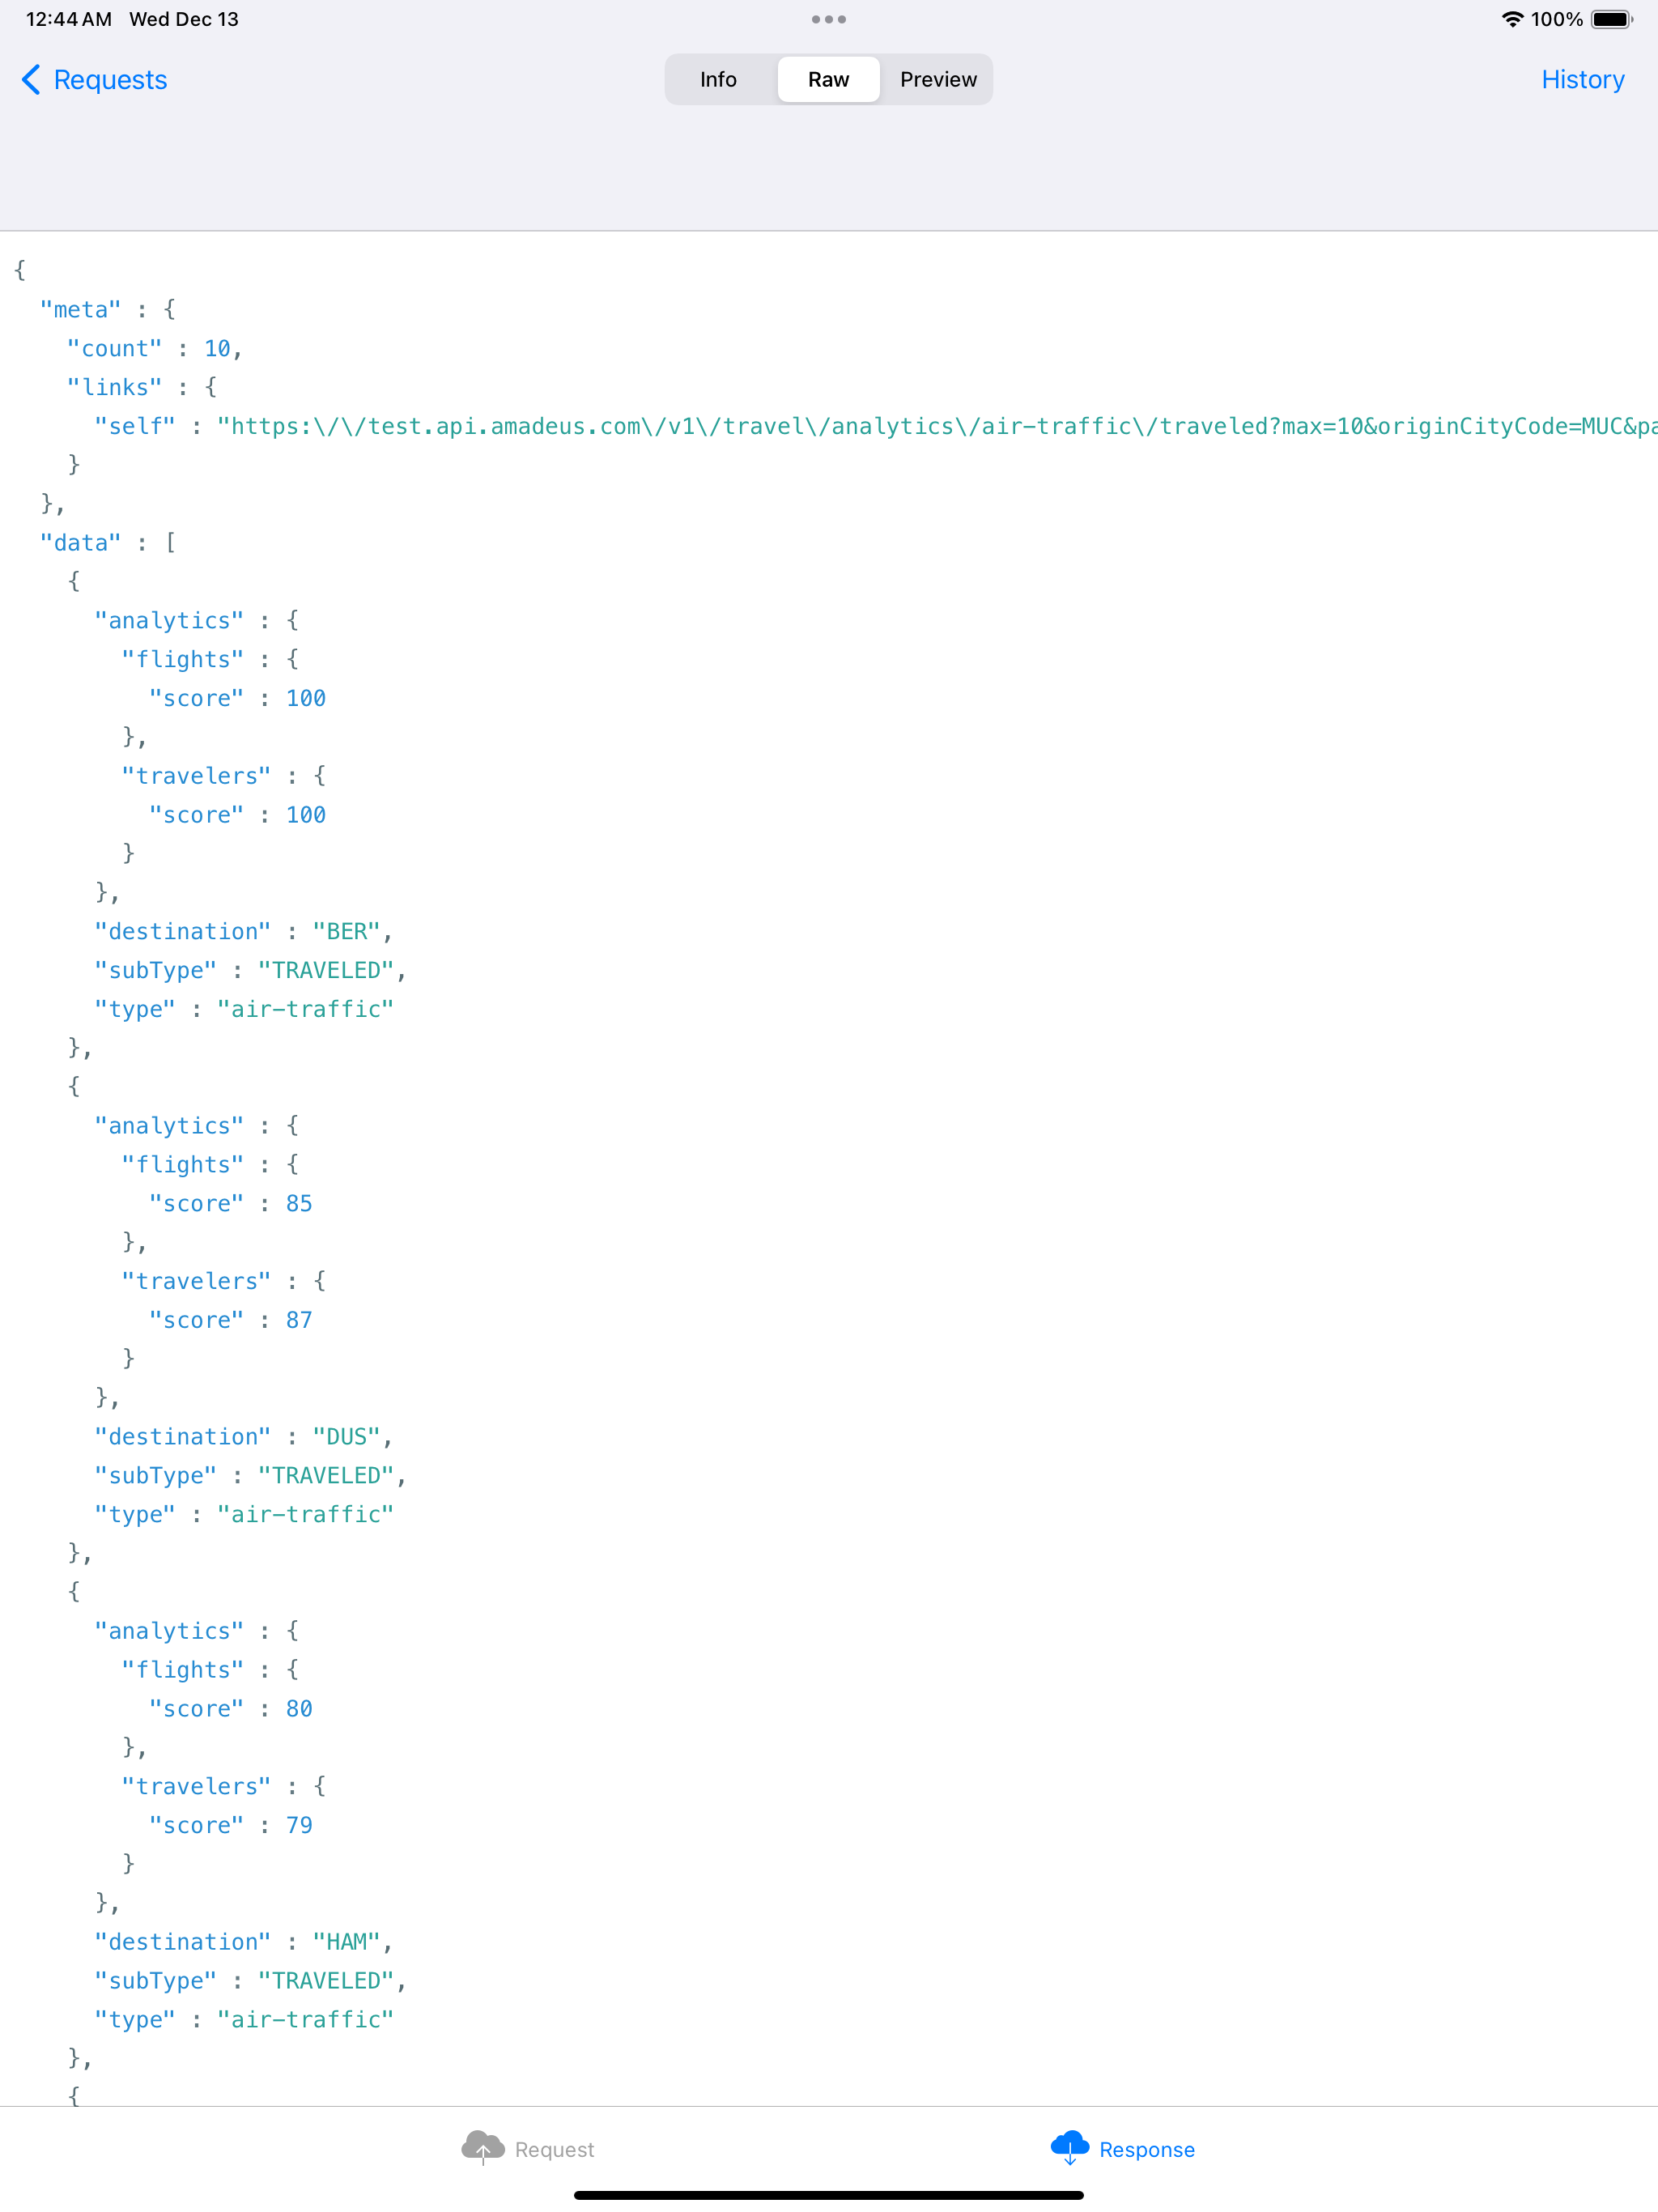 12:44 AM Wed Dec 13
100%
Requests
Info Raw Preview
History
{
"meta" : {
"count" : 10,
"links" : {
"self" : "https:\/\/test.api.amadeus.com\/v1\/travel\/analytics\/air-traffic\/traveled?max=10&originCityCode=MUC&pa
}
},
"data" : [
{
"analytics" : {
"flights" : {
"score" : 100
},
"travelers" : {
"score" : 100
}
},
"destination" : "BER",
"subType" : "TRAVELED",
"type" : "air-traffic"
},
{
"analytics" : {
"flights" : {
"score" : 85
},
"travelers" : {
"score" : 87
}
},
"destination" : "DUS",
"subType" : "TRAVELED",
"type" : "air-traffic"
},
{
"analytics" : {
"flights" : {
"score" : 80
},
"travelers" : {
"score" : 79
}
},
"destination" : "HAM",
"subType" : "TRAVELED",
"type" : "air-traffic"
},
{
Request
Response